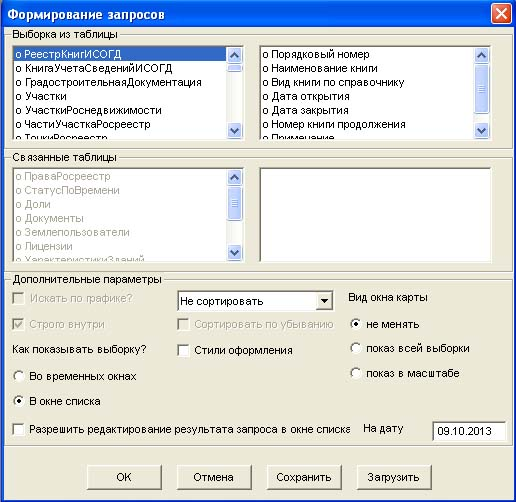 Формирование запросов
Выборка из таблицы
о РеестрКнигИСОГД
о КнигаУчетаСведенийИСОГД
о ГрадостроительнаяДокументация
о Участки
о УчасткиРоснедвижимости
о ЧастиУчасткаРосреестр
о ТочкиРосреестр
о Порядковый номер
о Наименование книги
о Вид книги по справочнику
о Дата открытия
о Дата закрытия
о Номер книги продолжения
о Примечание
Связанные таблицы
о ПраваРосреестр
о СтатусПоВремени
о Доли
о Документы
о Землепользователи
о Лицензии
о ХарактеристикиЗданий
Дополнительные параметры
Искать по графике?
Не сортировать
Вид окна карты
Строго внутри
Сортировать по убыванию
не менять
Как показывать выборку?
Стили оформления
показ всей выборки
Во временных окнах
показ в масштабе
В окне списка
Разрешить редактирование результата запроса в окне списка
На дату
09.10.2013
ОК
Отмена
Сохранить
Загрузить